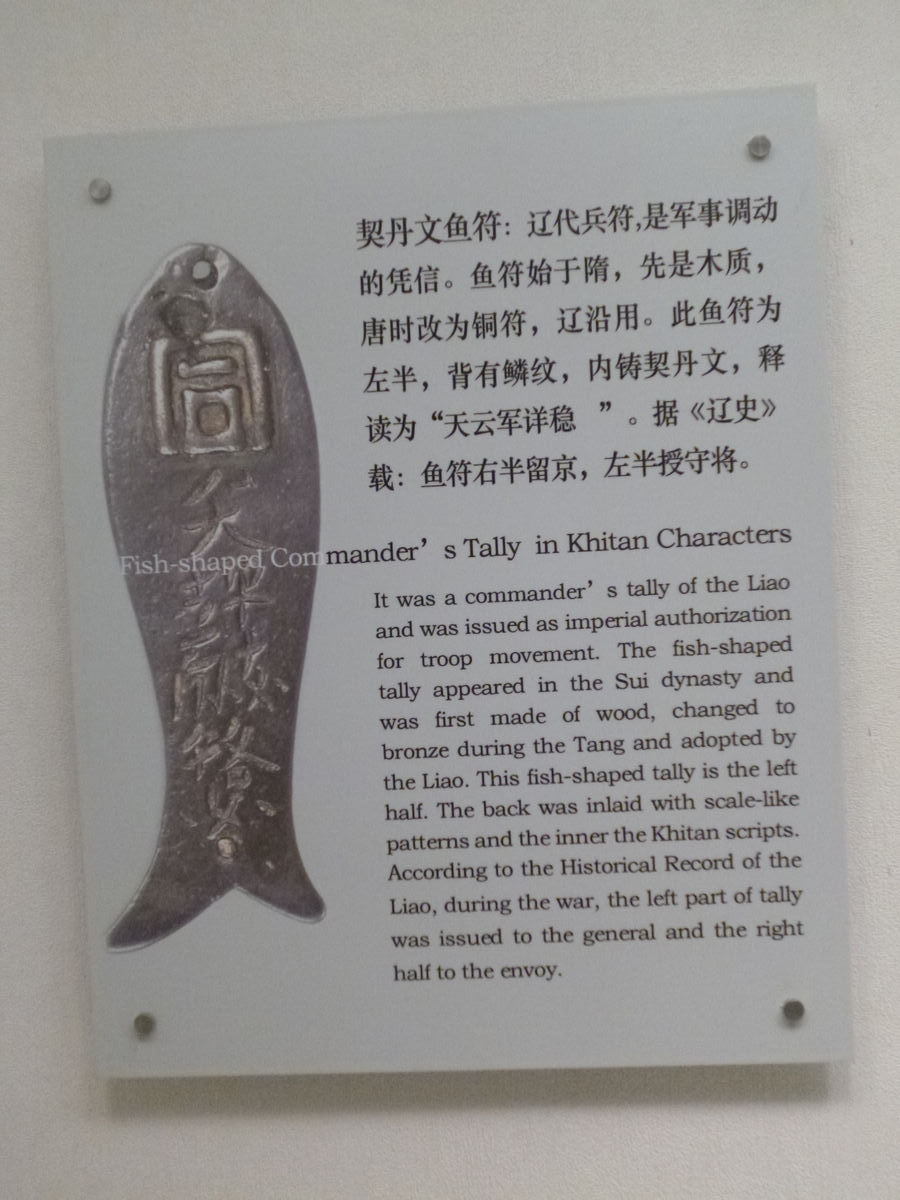 契丹文鱼符：辽代兵符,是军事调动
的凭信。鱼符始于隋，先是木质，
唐时改为铜符，辽沿用。此鱼符为
左半，背有鳞纹，内铸契丹文，释
读为“天云军详稳 ”。据《辽史》
载：鱼符右半留京，左半授守将。
Fish-shaped Commander’s Tally in Khitan Characters
It was a commander’s tally of the Liao
and was issued as imperial authorization
for troop movement. The fish-shaped
tally appeared in the Sui dynasty and
was first made of wood, changed to
bronze during the Tang and adopted by
the Liao. This fish-shaped tally is the left
half. The back was inlaid with scale-like
patterns and the inner the Khitan scripts.
According to the Historical Record of the
Liao, during the war, the left part of tally
was issued to the general and the right
half to the envoy.